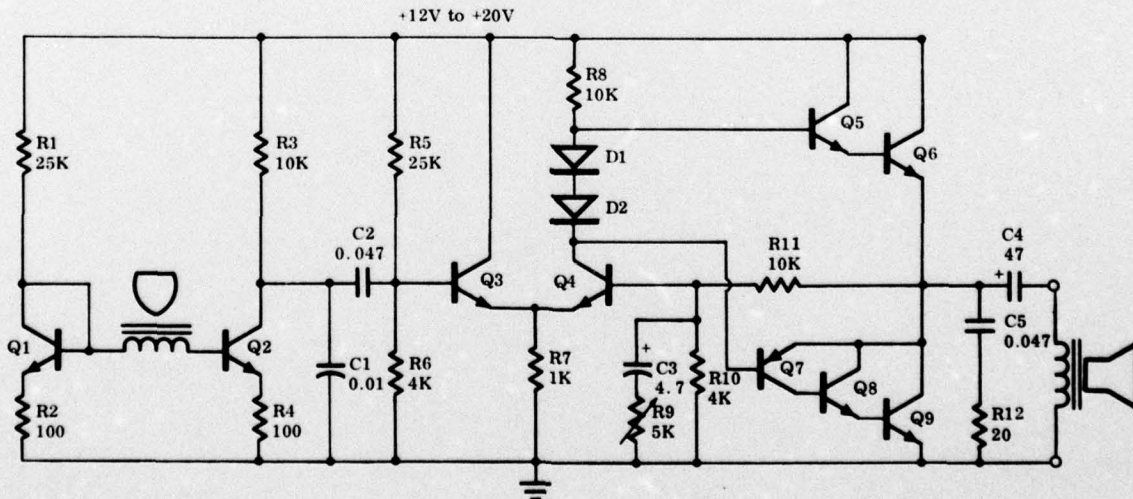 +12V to +20V
R1
25K
R3
10K
R5
25K
R8
10K
D1
D2
Q5
Q6
C2
0.047
Q3
Q4
R11
10K
C4
+
47
Q1
Q2
C1
0.01
R6
4K
R7
1K
+
C3
4.7
R9
5K
R10
4K
Q7
Q8
Q9
C5
0.047
R2
100
R4
100
R12
20